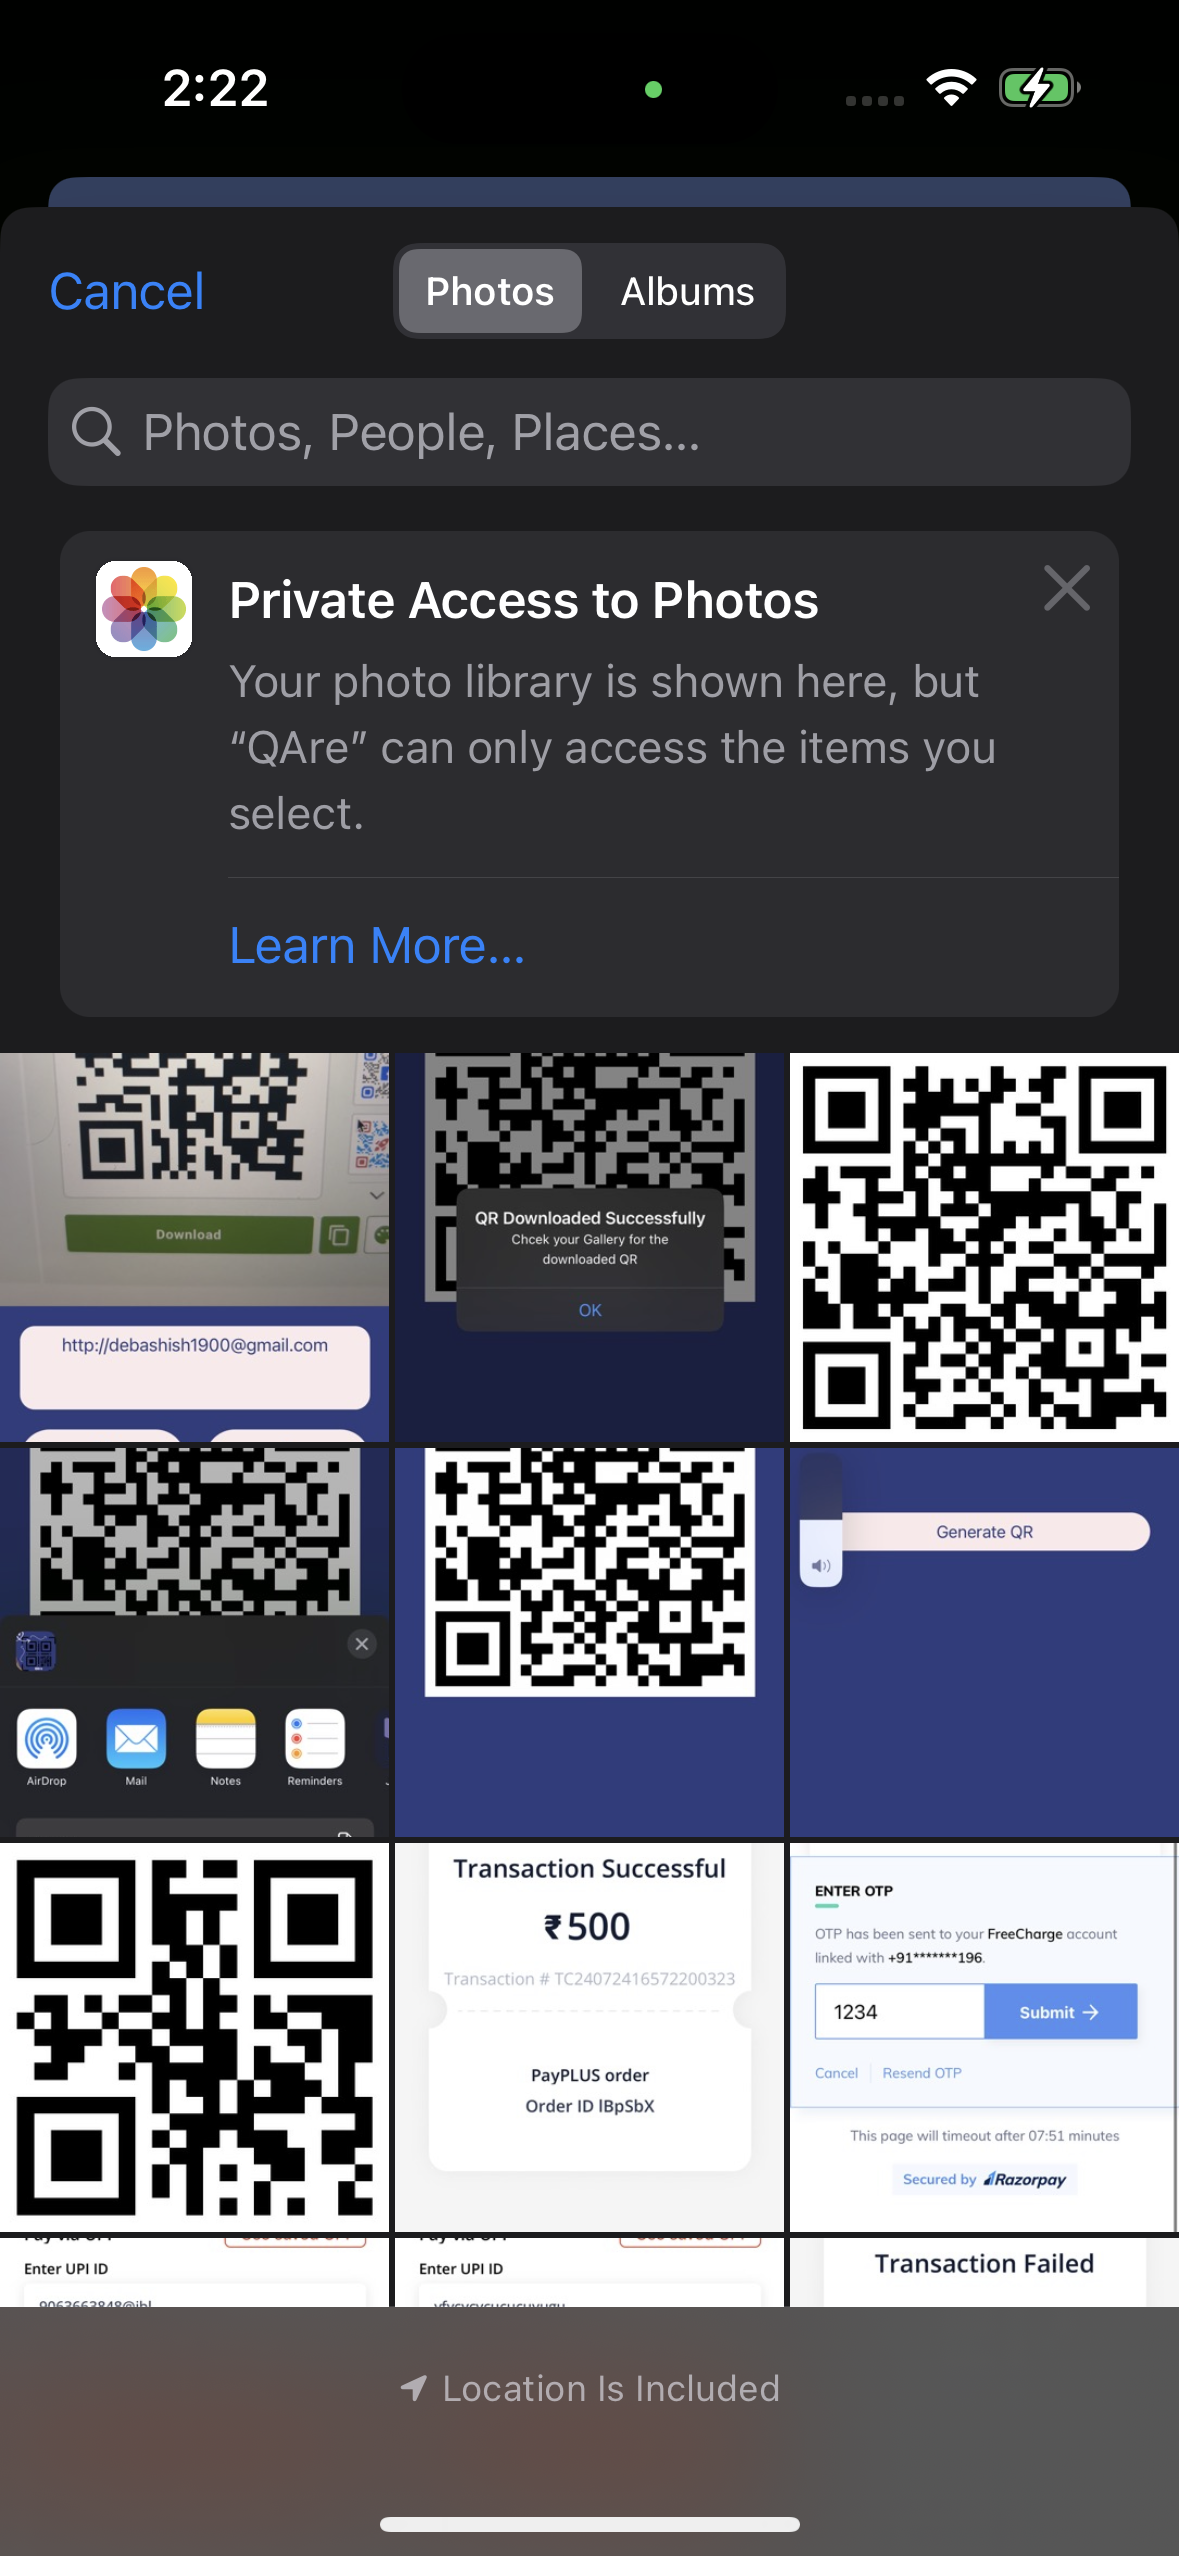 2:22
Cancel
Photos
Albums
Photos, People, Places...
Private Access to Photos
Your photo library is shown here, but
“QAre” can only access the items you
select.
Learn More...
Download
http://debashish1900@gmail.com
QR Downloaded Successfully
Chcek your Gallery for the
downloaded QR
OK
AirDrop
Mail
Notes
Reminders
Generate QR
Transaction Successful
₹500
Transaction # TC24072416572200323
PayPLUS order
Order ID lBpSbX
ENTER OTP
OTP has been sent to your FreeCharge account
linked with +91*******196.
1234
Submit →
Cancel
Resend OTP
This page will timeout after 07:51 minutes
Secured by Razorpay
Enter UPI ID
Enter UPI ID
Transaction Failed
Location Is Included